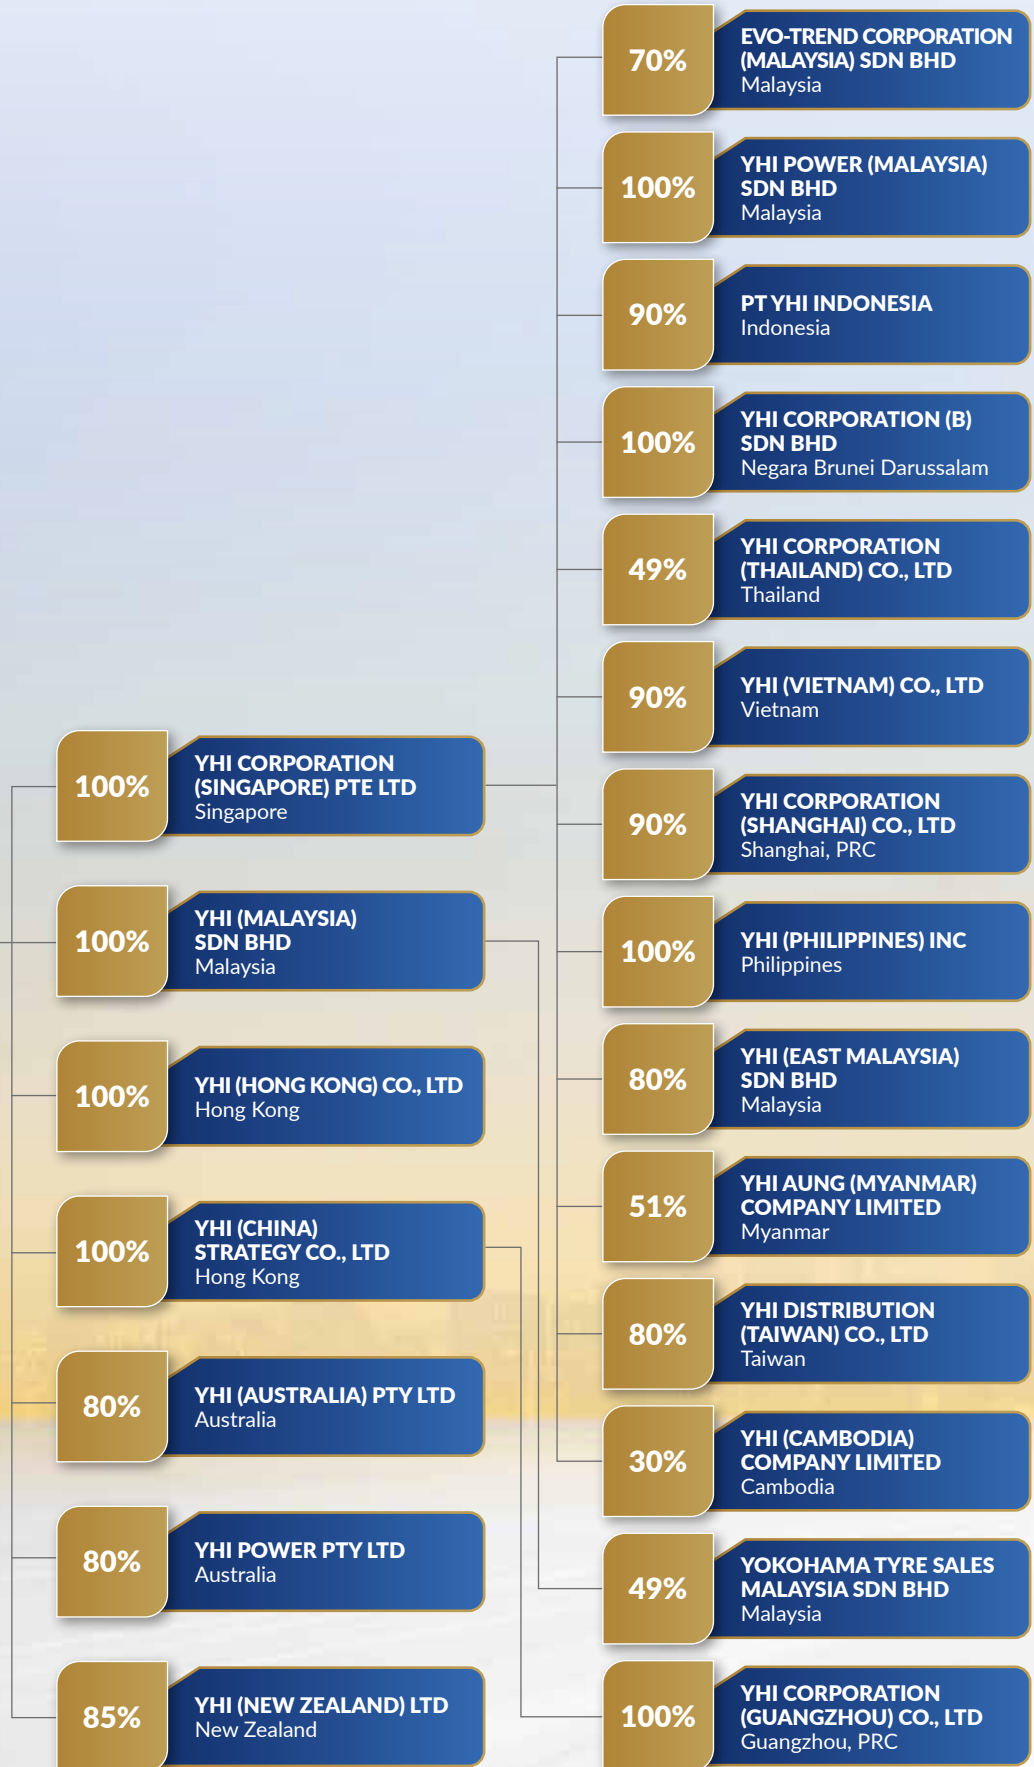 100%
YHI CORPORATION
(SINGAPORE) PTE LTD
Singapore
100%
YHI (MALAYSIA)
SDN BHD
Malaysia
100%
YHI (HONG KONG) CO., LTD
Hong Kong
100%
YHI (CHINA)
STRATEGY CO., LTD
Hong Kong
80%
YHI (AUSTRALIA) PTY LTD
Australia
80%
YHI POWER PTY LTD
Australia
85%
YHI (NEW ZEALAND) LTD
New Zealand
70%
EVO-TREND CORPORATION
(MALAYSIA) SDN BHD
Malaysia
100%
YHI POWER (MALAYSIA)
SDN BHD
Malaysia
90%
PT YHI INDONESIA
Indonesia
100%
YHI CORPORATION (B)
SDN BHD
Negara Brunei Darussalam
49%
YHI CORPORATION
(THAILAND) CO., LTD
Thailand
90%
YHI (VIETNAM) CO., LTD
Vietnam
90%
YHI CORPORATION
(SHANGHAI) CO., LTD
Shanghai, PRC
100%
YHI (PHILIPPINES) INC
Philippines
80%
YHI (EAST MALAYSIA)
SDN BHD
Malaysia
51%
YHI AUNG (MYANMAR)
COMPANY LIMITED
Myanmar
80%
YHI DISTRIBUTION
(TAIWAN) CO., LTD
Taiwan
30%
YHI (CAMBODIA)
COMPANY LIMITED
Cambodia
49%
YOKOHAMA TYRE SALES
MALAYSIA SDN BHD
Malaysia
100%
YHI CORPORATION
(GUANGZHOU) CO., LTD
Guangzhou, PRC